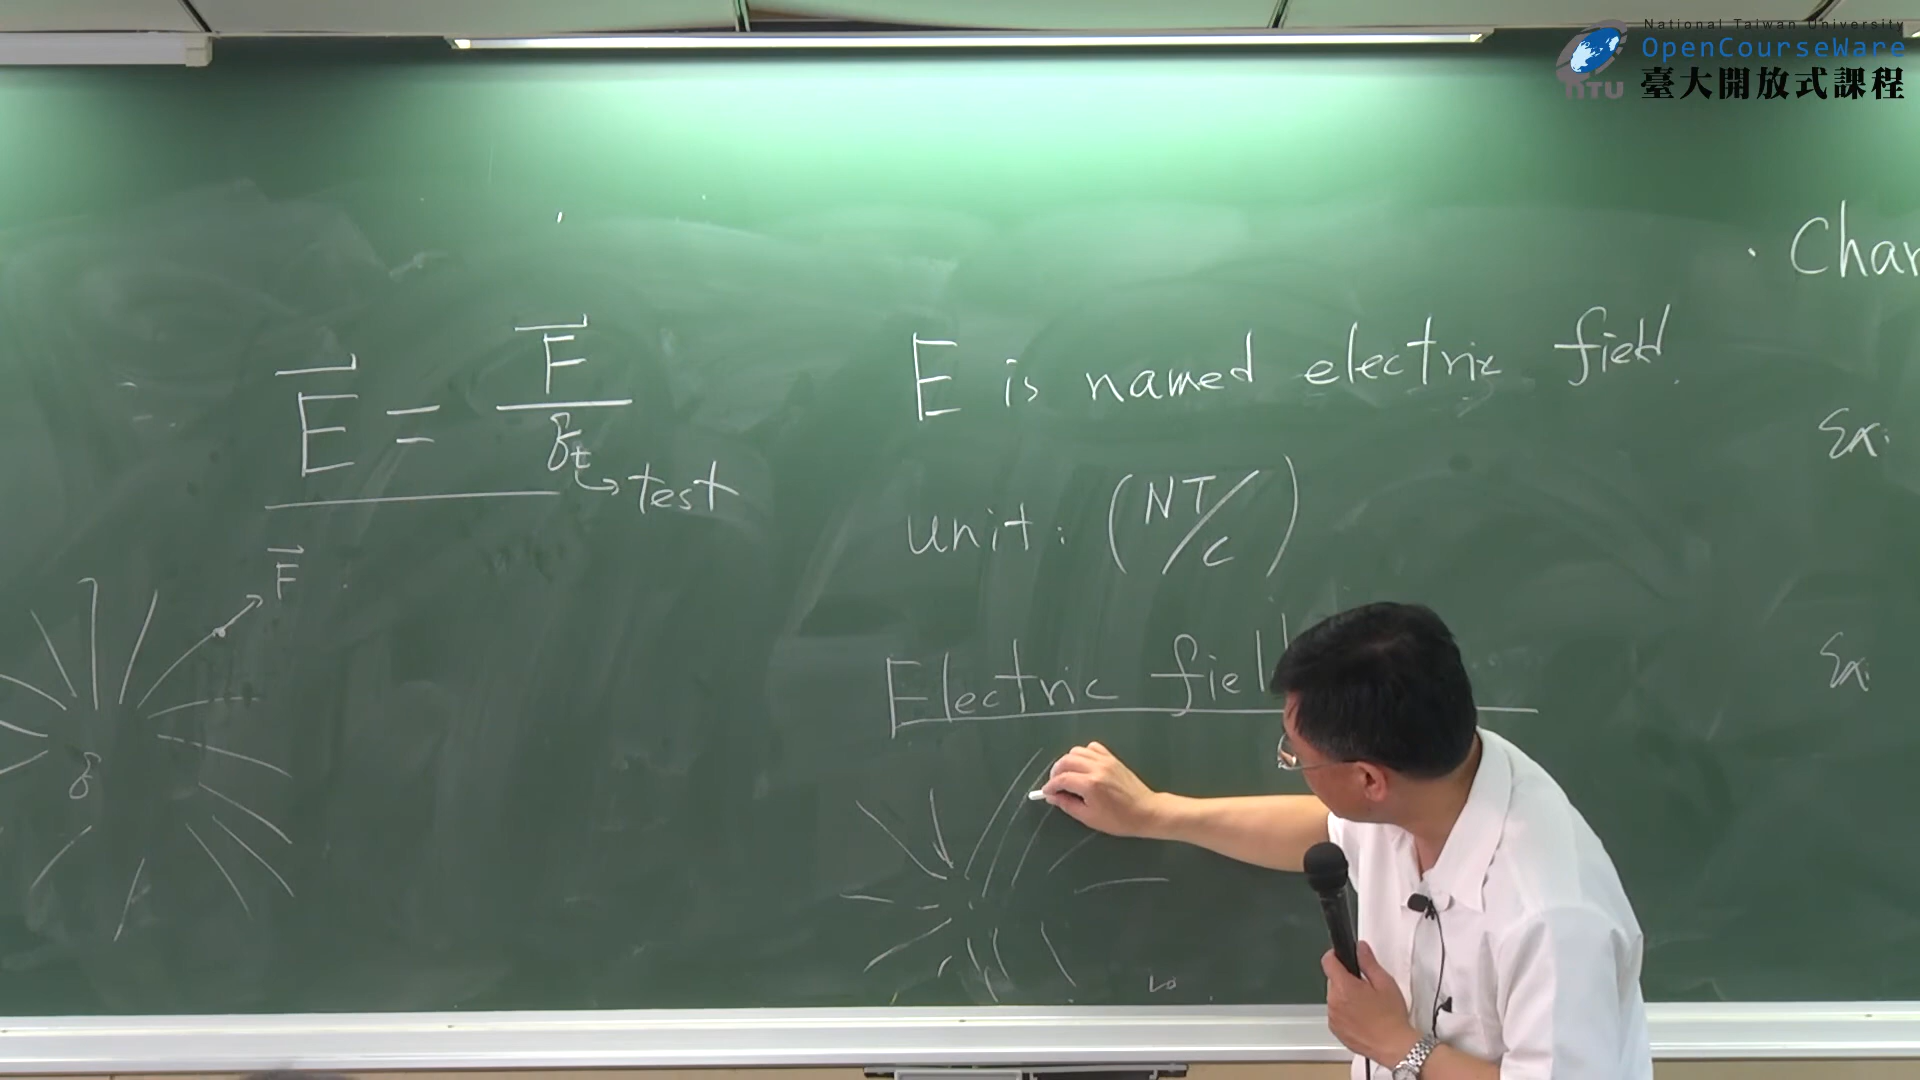 National Taiwan University
OpenCourseWare
臺大開放式課程
NTU
E = F / q_t → test
F
q
E is named electric field.
unit: (NT/C)
Electric field
· Char
Ex:
Ex: